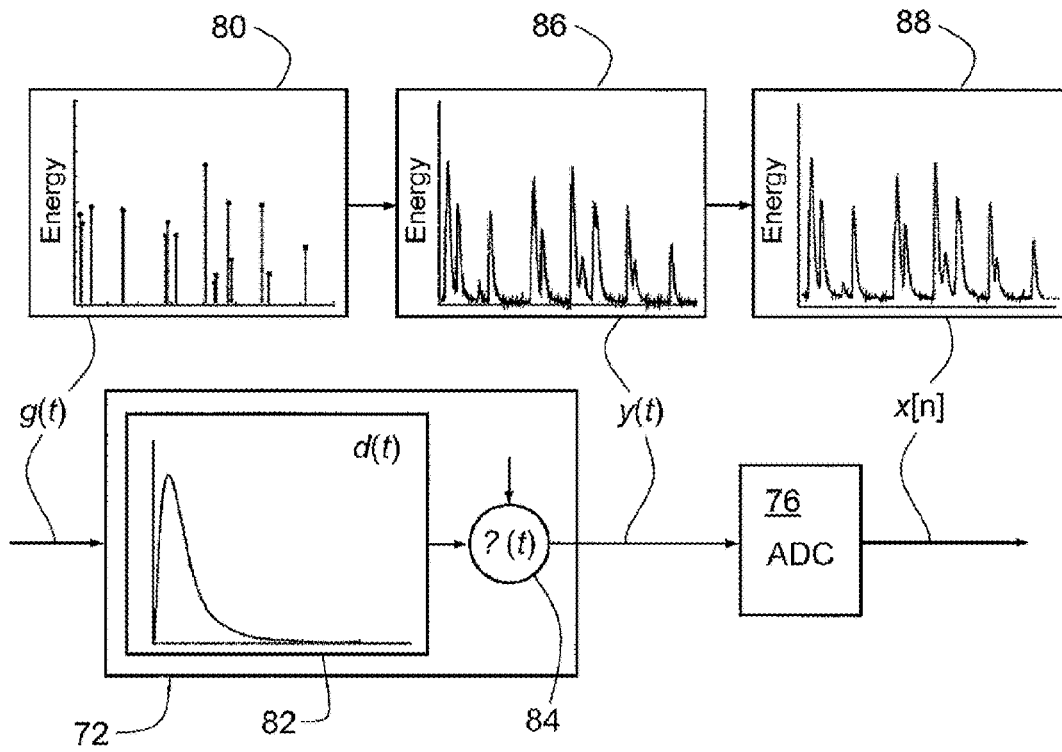 80
86
88
Energy
Energy
Energy
g(t)
y(t)
x[n]
d(t)
? (t)
76
ADC
72
82
84